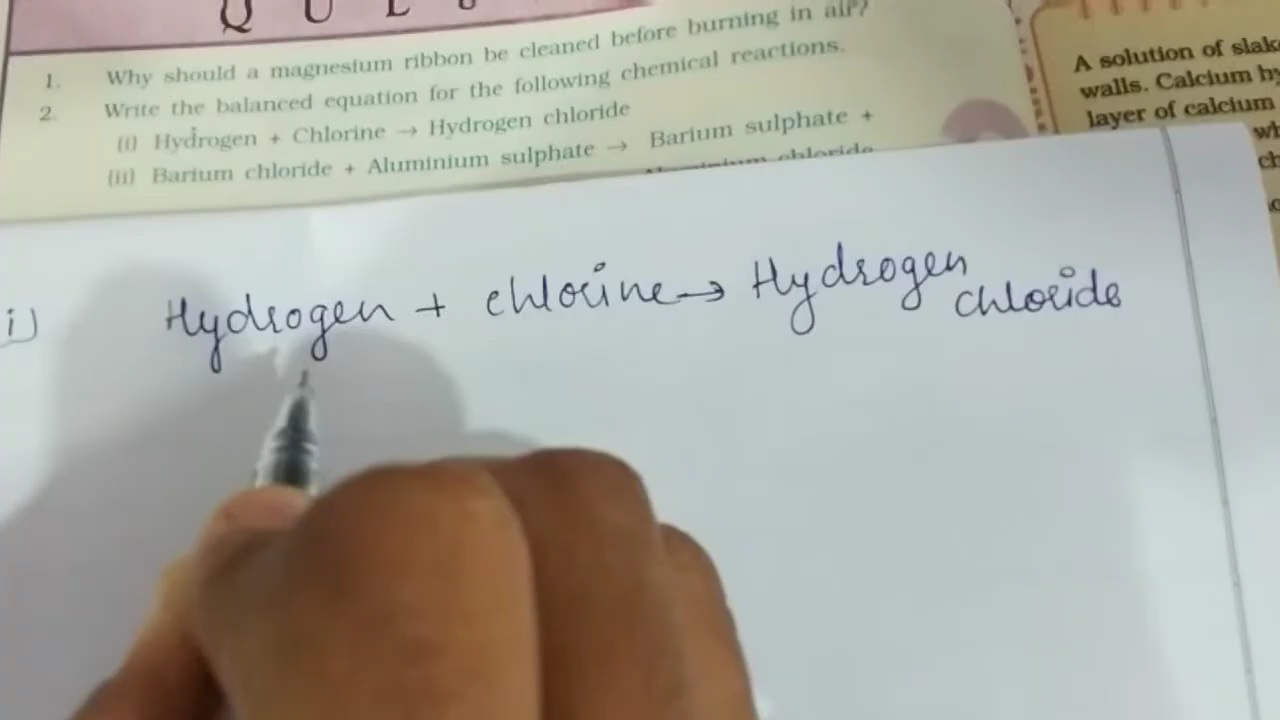 Q U
1. Why should a magnesium ribbon be cleaned before burning in air?
2. Write the balanced equation for the following chemical reactions.
(i) Hydrogen + Chlorine → Hydrogen chloride
(ii) Barium chloride + Aluminium sulphate → Barium sulphate +
chloride
A solution of
walls. Calcium
layer of calcium
i) Hydrogen + chlorine → Hydrogen
chloride